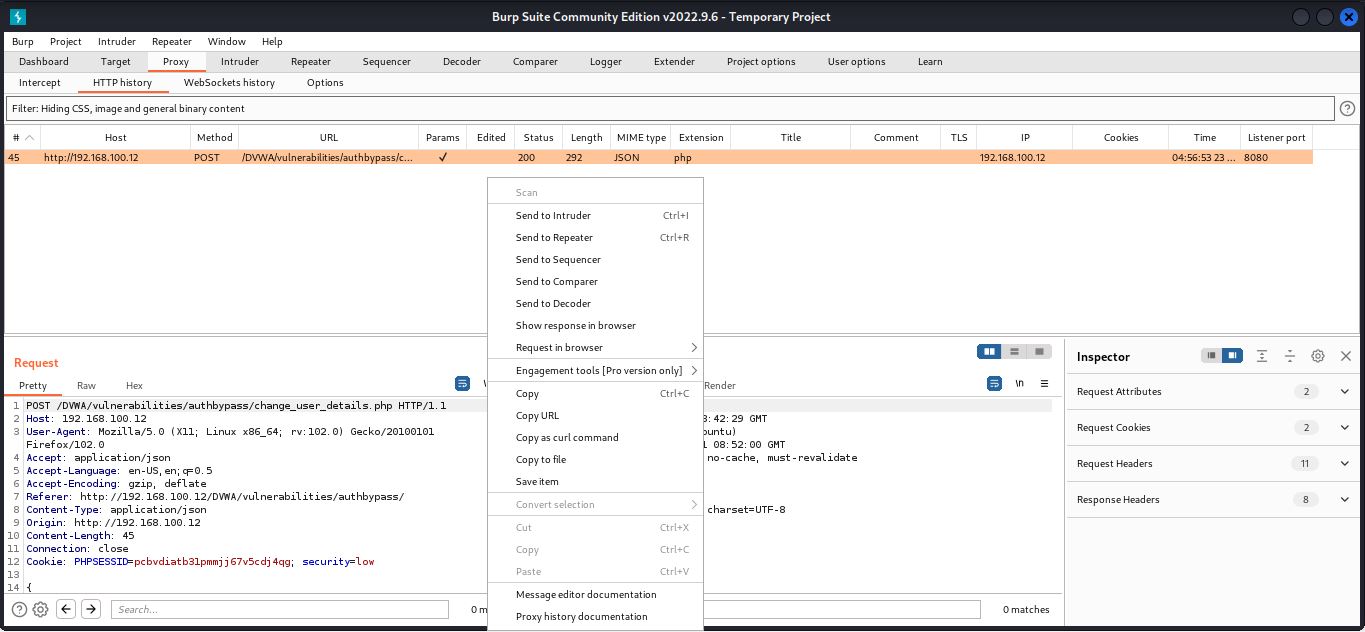 Burp Suite Community Edition v2022.9.6 - Temporary Project
Burp Project Intruder Repeater Window Help
Dashboard Target Proxy Intruder Repeater Sequencer Decoder Comparer Logger Extender Project options User options Learn
Intercept HTTP history WebSockets history Options
Filter: Hiding CSS, image and general binary content
# Host Method URL Params Edited Status Length MIME type Extension Title Comment TLS IP Cookies Time Listener port
45 http://192.168.100.12 POST /DVWA/vulnerabilities/authbypass/c... ✓ 200 292 JSON php 192.168.100.12 04:56:53 23 ... 8080
Scan
Send to Intruder Ctrl+I
Send to Repeater Ctrl+R
Send to Sequencer
Send to Comparer
Send to Decoder
Show response in browser
Request in browser
Engagement tools [Pro version only]
Copy Ctrl+C
Copy URL
Copy as curl command
Copy to file
Save item
Convert selection
Cut Ctrl+X
Copy Ctrl+C
Paste Ctrl+V
Message editor documentation
Proxy history documentation
Request
Pretty Raw Hex
1 POST /DVWA/vulnerabilities/authbypass/change_user_details.php HTTP/1.1
2 Host: 192.168.100.12
3 User-Agent: Mozilla/5.0 (X11; Linux x86_64; rv:102.0) Gecko/20100101
Firefox/102.0
4 Accept: application/json
5 Accept-Language: en-US,en;q=0.5
6 Accept-Encoding: gzip, deflate
7 Referer: http://192.168.100.12/DVWA/vulnerabilities/authbypass/
8 Content-Type: application/json
9 Origin: http://192.168.100.12
10 Content-Length: 45
11 Connection: close
12 Cookie: PHPSESSID=pcbvdiatb31pmmjj67v5cdj4qg; security=low
13
14 {
Search...
0 m
Render
\n
:42:29 GMT
untu)
08:52:00 GMT
no-cache, must-revalidate
charset=UTF-8
0 matches
Inspector
Request Attributes 2
Request Cookies 2
Request Headers 11
Response Headers 8